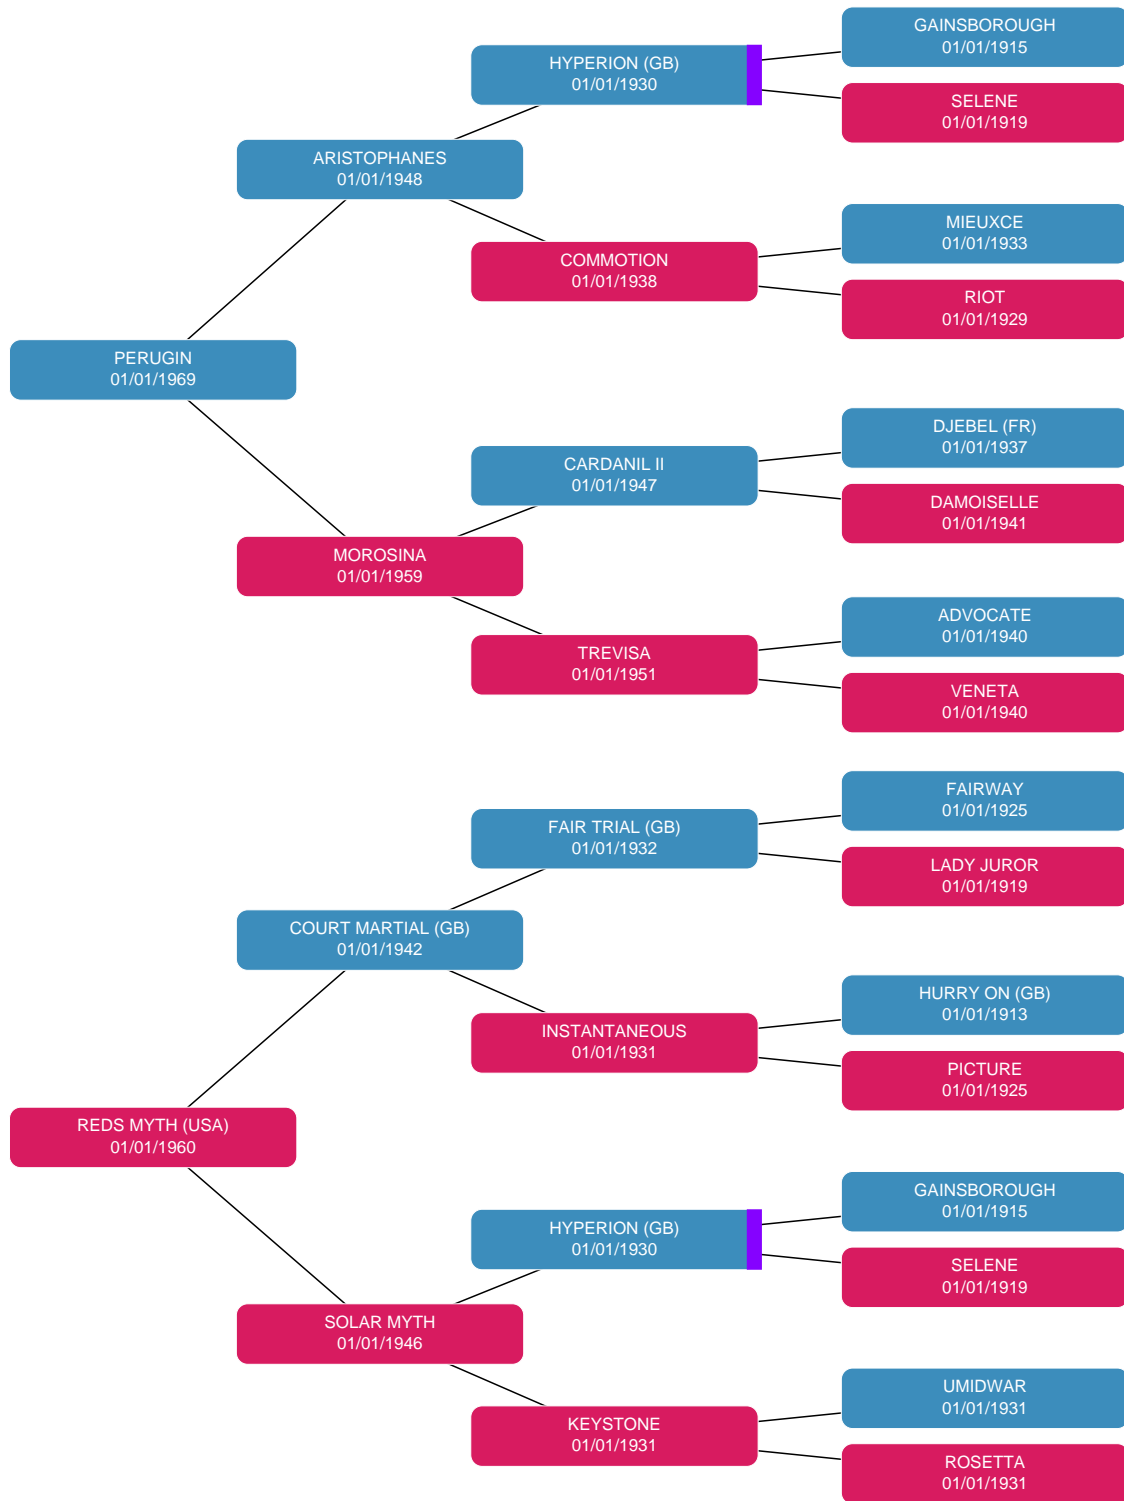 GAINSBOROUGH
01/01/1915
HYPERION (GB)
01/01/1930
SELENE
01/01/1919
ARISTOPHANES
01/01/1948
MIEUXCE
01/01/1933
COMMOTION
01/01/1938
RIOT
01/01/1929
PERUGIN
01/01/1969
DJEBEL (FR)
01/01/1937
CARDANIL II
01/01/1947
DAMOISELLE
01/01/1941
MOROSINA
01/01/1959
ADVOCATE
01/01/1940
TREVISA
01/01/1951
VENETA
01/01/1940
FAIRWAY
01/01/1925
FAIR TRIAL (GB)
01/01/1932
LADY JUROR
01/01/1919
COURT MARTIAL (GB)
01/01/1942
HURRY ON (GB)
01/01/1913
INSTANTANEOUS
01/01/1931
PICTURE
01/01/1925
REDS MYTH (USA)
01/01/1960
GAINSBOROUGH
01/01/1915
HYPERION (GB)
01/01/1930
SELENE
01/01/1919
SOLAR MYTH
01/01/1946
UMIDWAR
01/01/1931
KEYSTONE
01/01/1931
ROSETTA
01/01/1931